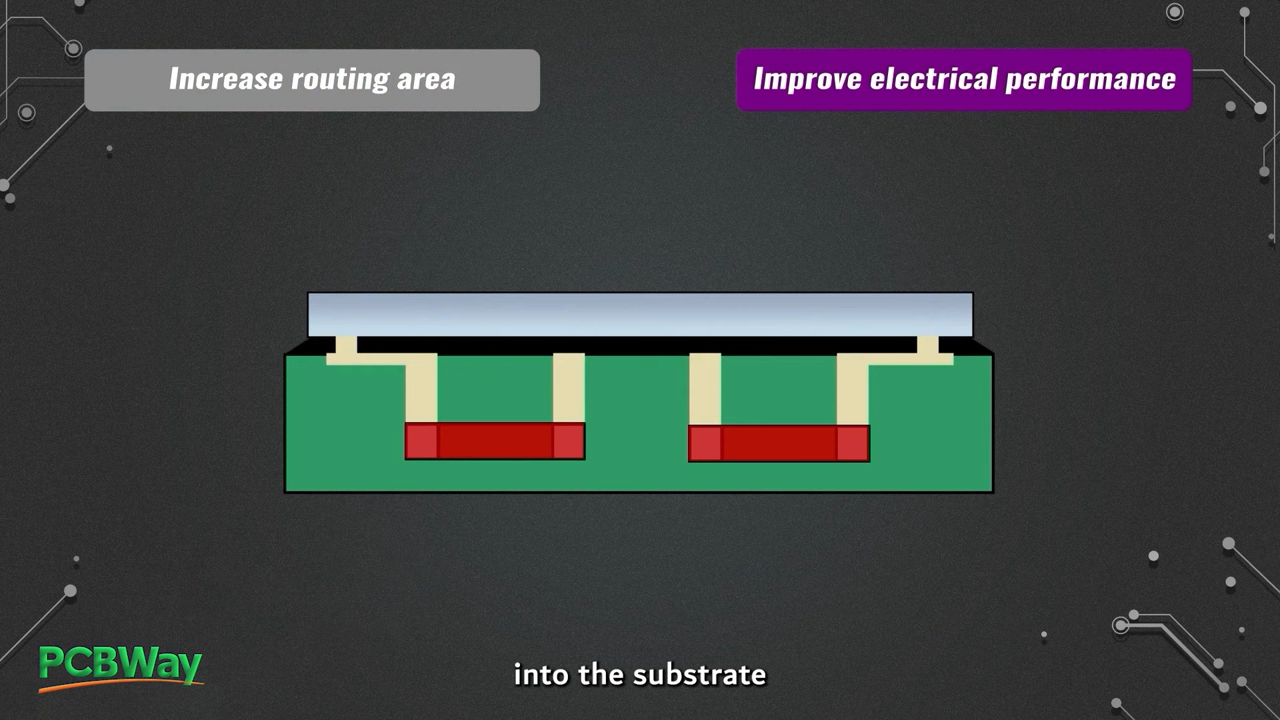 Increase routing area
Improve electrical performance
PCBWay
into the substrate